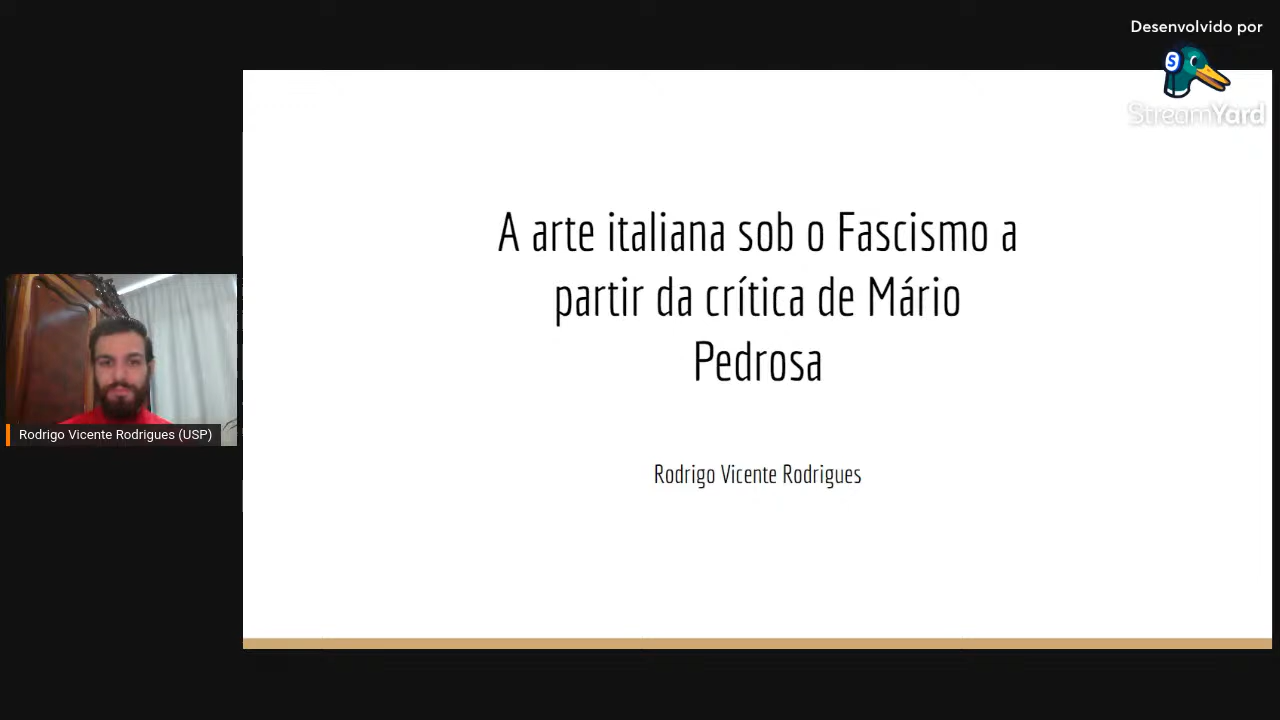 Desenvolvido por
S
StreamYard
A arte italiana sob o Fascismo a
partir da crítica de Mário
Pedrosa
Rodrigo Vicente Rodrigues
Rodrigo Vicente Rodrigues (USP)